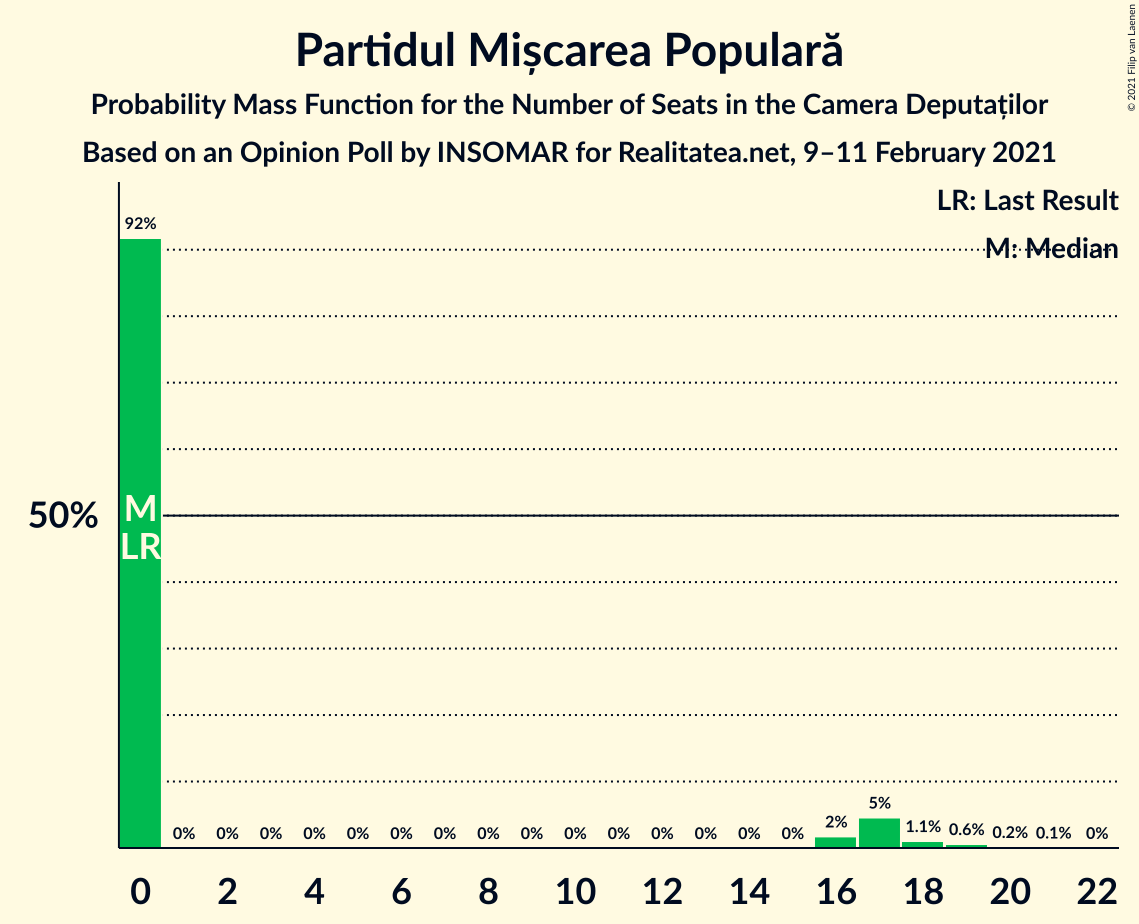 Partidul Mișcarea Populară
Probability Mass Function for the Number of Seats in the Camera Deputaților
Based on an Opinion Poll by INSOMAR for Realitatea.net, 9–11 February 2021
© 2021 Filip van Laenen
LR: Last Result
M: Median
92%
50%
M
LR
0% 0% 0% 0% 0% 0% 0% 0% 0% 0% 0% 0% 0% 0% 0% 2% 5% 1.1% 0.6% 0.2% 0.1% 0%
0 2 4 6 8 10 12 14 16 18 20 22